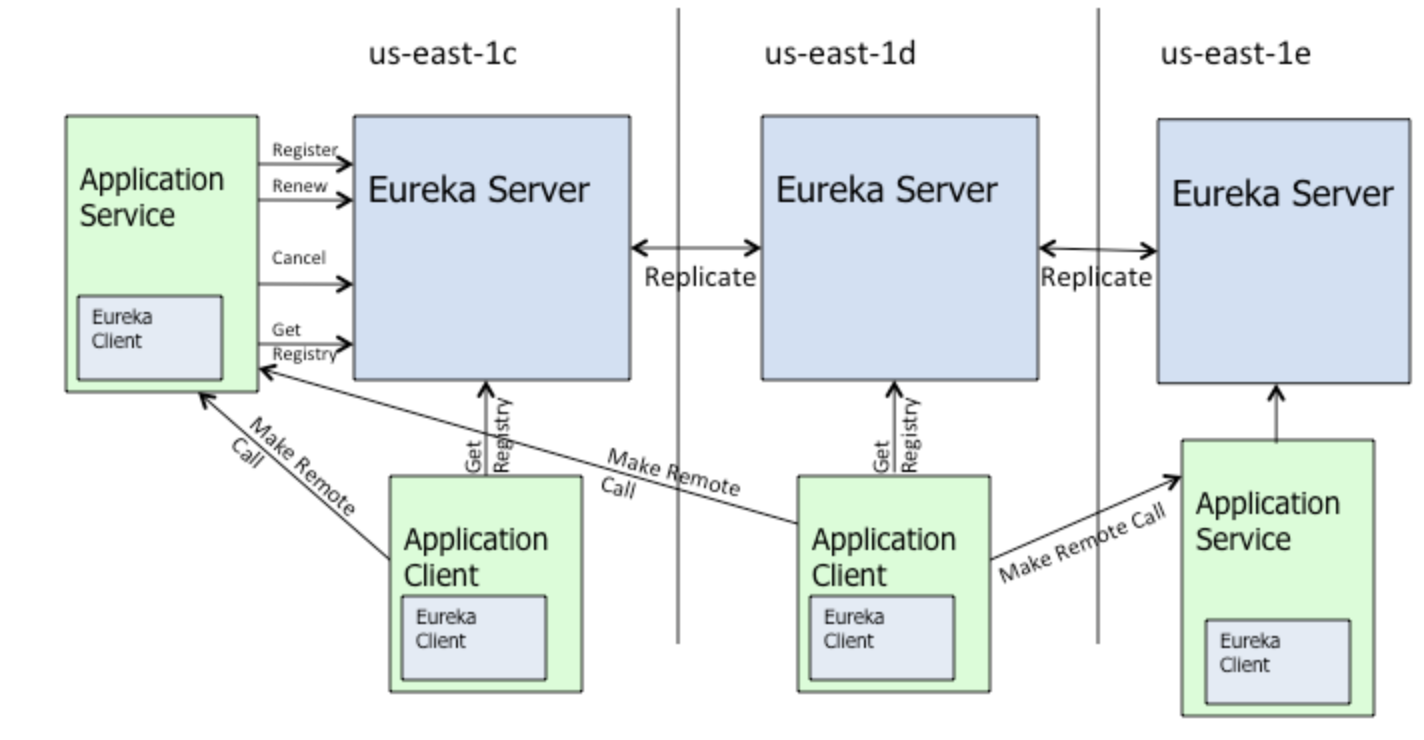 us-east-1c
us-east-1d
us-east-1e
Application
Service
Eureka
Client
Register
Renew
Cancel
Get
Registry
Eureka Server
Replicate
Eureka Server
Replicate
Eureka Server
Make Remote
Call
Get
Registry
Make Remote
Call
Get
Registry
Make Remote Call
Application
Client
Eureka
Client
Application
Client
Eureka
Client
Application
Service
Eureka
Client